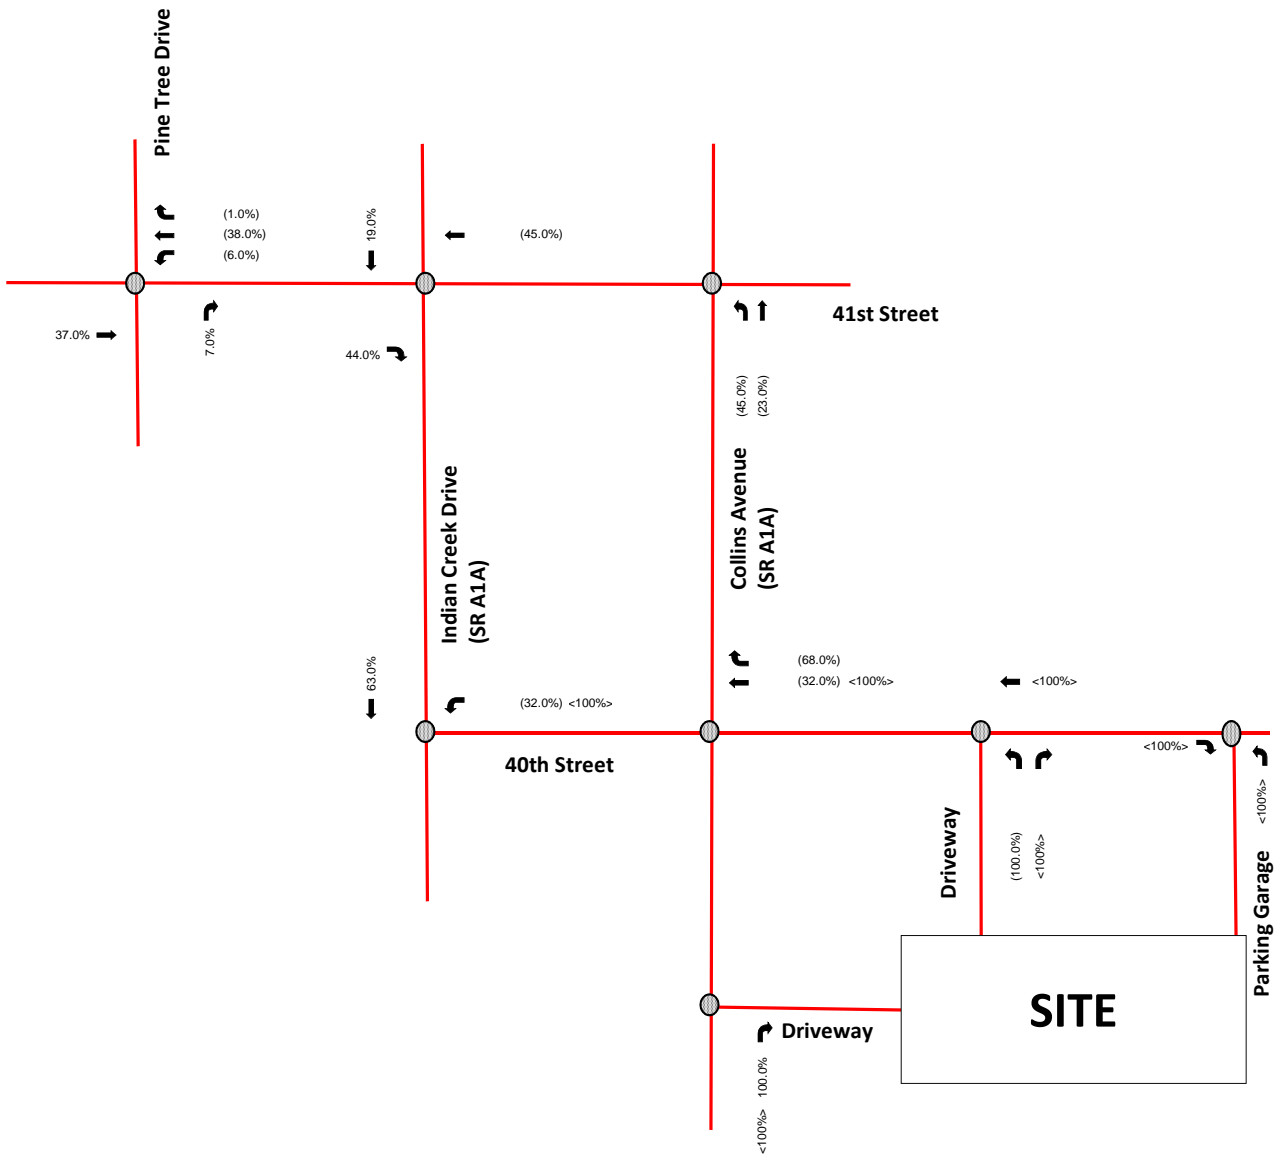 Pine Tree Drive
(1.0%)
(38.0%)
(6.0%)
19.0%
(45.0%)
41st Street
37.0%
7.0%
44.0%
(45.0%)
(23.0%)
Indian Creek Drive
(SR A1A)
Collins Avenue
(SR A1A)
63.0%
(68.0%)
(32.0%) <100%>
<100%>
(32.0%) <100%>
40th Street
<100%>
<100%>
Driveway
(100.0%)
<100%>
Parking Garage
SITE
Driveway
<100%> 100.0%